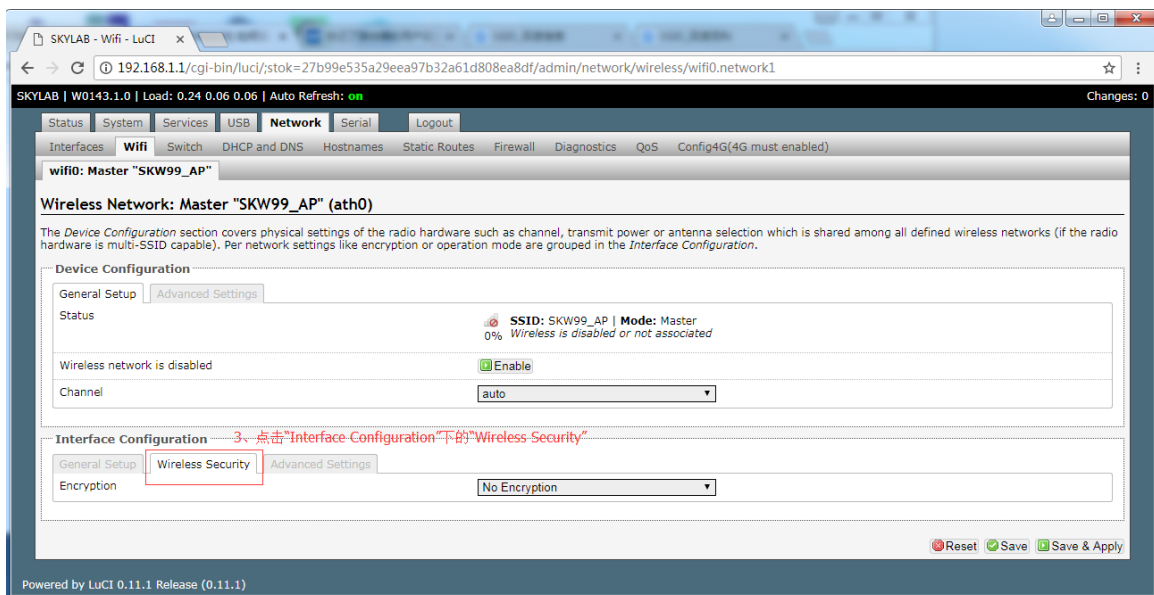 SKYLAB - Wifi - LuCI
192.168.1.1/cgi-bin/luci/;stok=27b99e535a29eea97b32a61d808ea8df/admin/network/wireless/wifi0.network1
SKYLAB | W0143.1.0 | Load: 0.24 0.06 0.06 | Auto Refresh: on Changes: 0
Status System Services USB Network Serial Logout
Interfaces Wifi Switch DHCP and DNS Hostnames Static Routes Firewall Diagnostics QoS Config4G(4G must enabled)
wifi0: Master "SKW99_AP"
Wireless Network: Master "SKW99_AP" (ath0)
The Device Configuration section covers physical settings of the radio hardware such as channel, transmit power or antenna selection which is shared among all defined wireless networks (if the radio
hardware is multi-SSID capable). Per network settings like encryption or operation mode are grouped in the Interface Configuration.
Device Configuration
General Setup Advanced Settings
Status
SSID: SKW99_AP | Mode: Master
0% Wireless is disabled or not associated
Wireless network is disabled Enable
Channel auto
Interface Configuration 3、点击"Interface Configuration"下的"Wireless Security"
General Setup Wireless Security Advanced Settings
Encryption No Encryption
Reset Save Save & Apply
Powered by LuCI 0.11.1 Release (0.11.1)